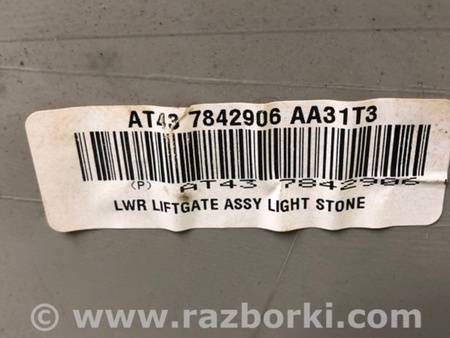 AT43 7842906 AA31T3
(P) AT43 7842906
LWR LIFTGATE ASSY LIGHT STONE
© www.razborki.com